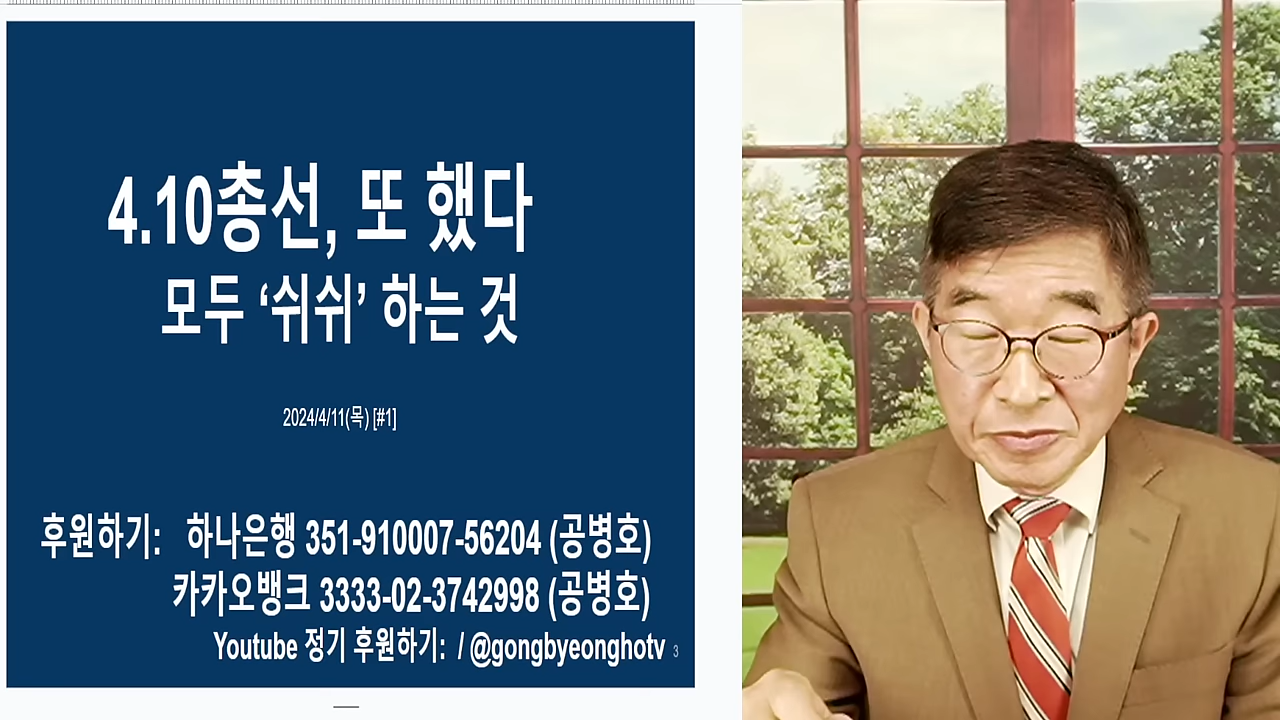 4.10총선, 또 했다
모두 ‘쉬쉬’ 하는 것
2024/4/11(목) [#1]
후원하기: 하나은행 351-910007-56204 (공병호)
카카오뱅크 3333-02-3742998 (공병호)
Youtube 정기 후원하기: / @gongbyeonghotv 3